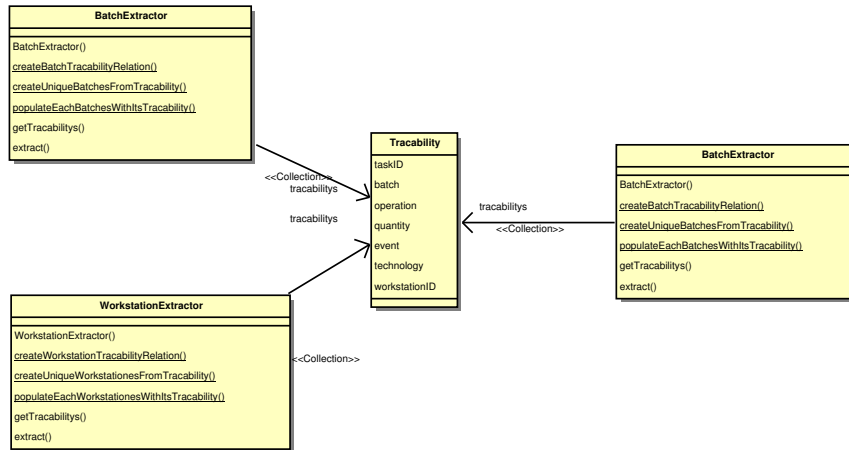 BatchExtractor
BatchExtractor()
createBatchTracabilityRelation()
createUniqueBatchesFromTracability()
populateEachBatchesWithItsTracability()
getTracabilitys()
extract()
<<Collection>>
tracabilitys
tracabilitys
Tracability
taskID
batch
operation
quantity
event
technology
workstationID
tracabilitys
<<Collection>>
BatchExtractor
BatchExtractor()
createBatchTracabilityRelation()
createUniqueBatchesFromTracability()
populateEachBatchesWithItsTracability()
getTracabilitys()
extract()
WorkstationExtractor
WorkstationExtractor()
createWorkstationTracabilityRelation()
createUniqueWorkstationesFromTracability()
populateEachWorkstationesWithItsTracability()
getTracabilitys()
extract()
<<Collection>>